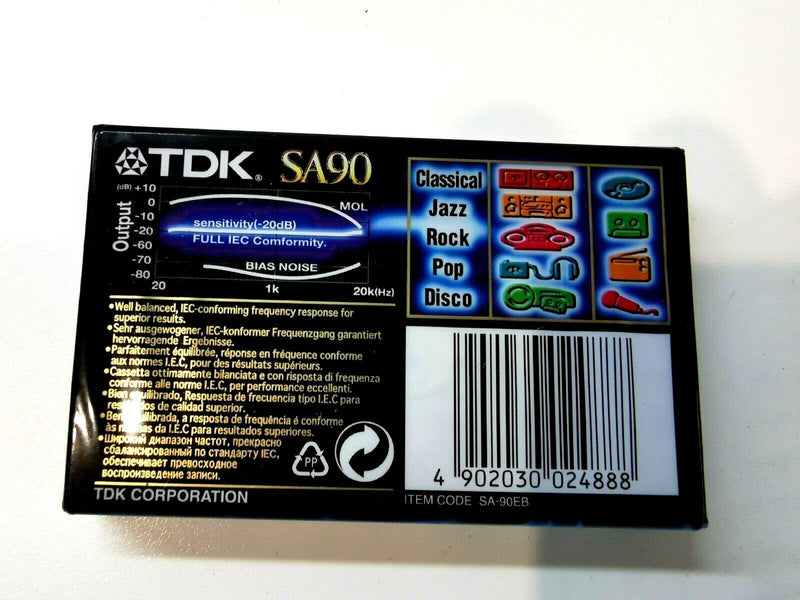 TDK® SA90
(dB) +10
0
-10
-20
-60
-70
-80
Output
MOL
sensitivity(-20dB)
FULL IEC Comformity.
BIAS NOISE
20 1k 20k(Hz)
Classical
Jazz
Rock
Pop
Disco
•Well balanced, IEC-conforming frequency response for
superior results.
•Sehr ausgewogener, IEC-konformer Frequenzgang garantiert
hervorragende Ergebnisse.
•Parfaitement équilibrée, réponse en fréquence conforme
aux normes I.E.C, pour des résultats supérieurs.
•Cassetta ottimamente bilanciata e con risposta di frequenza
conforme alle norme I.E.C, per performance eccellenti.
•Bien equilibrado, Respuesta de frecuencia tipo I.E.C para
resultados de calidad superior.
•Bem equilibrada, a resposta de frequência é conforme
às normas da I.E.C para resultados superiores.
•Широкий диапазон частот, прекрасно
сбалансированный по стандарту IEC,
обеспечивает превосходное
воспроизведение записи.
PP
TDK CORPORATION
4 902030 024888
ITEM CODE SA-90EB